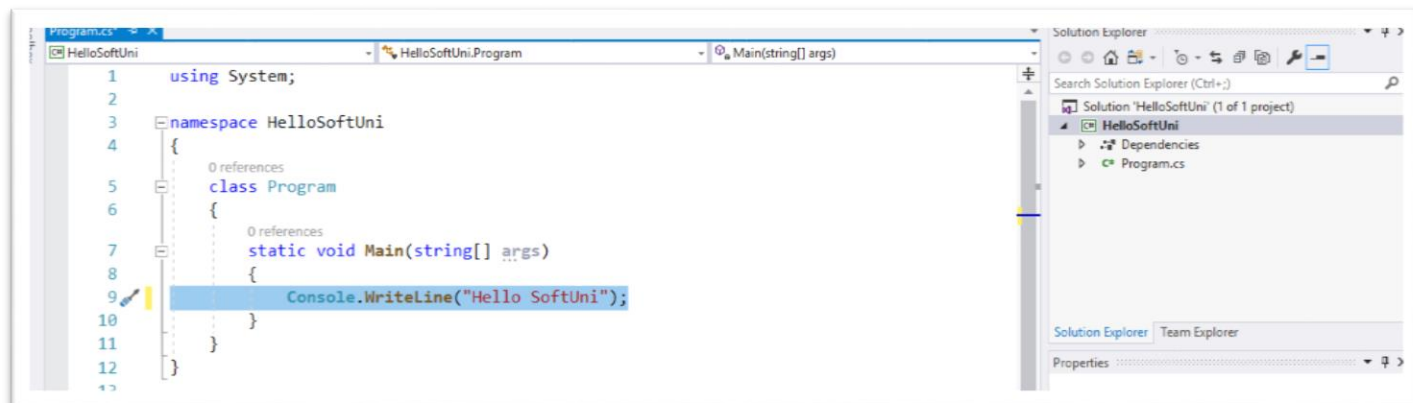 Program.cs*
HelloSoftUni HelloSoftUni.Program Main(string[] args)
1 using System;
2
3 namespace HelloSoftUni
4 {
0 references
5 class Program
6 {
0 references
7 static void Main(string[] args)
8 {
9 Console.WriteLine("Hello SoftUni");
10 }
11 }
12 }
13
Solution Explorer
Search Solution Explorer (Ctrl+;)
Solution 'HelloSoftUni' (1 of 1 project)
C# HelloSoftUni
Dependencies
C# Program.cs
Solution Explorer Team Explorer
Properties